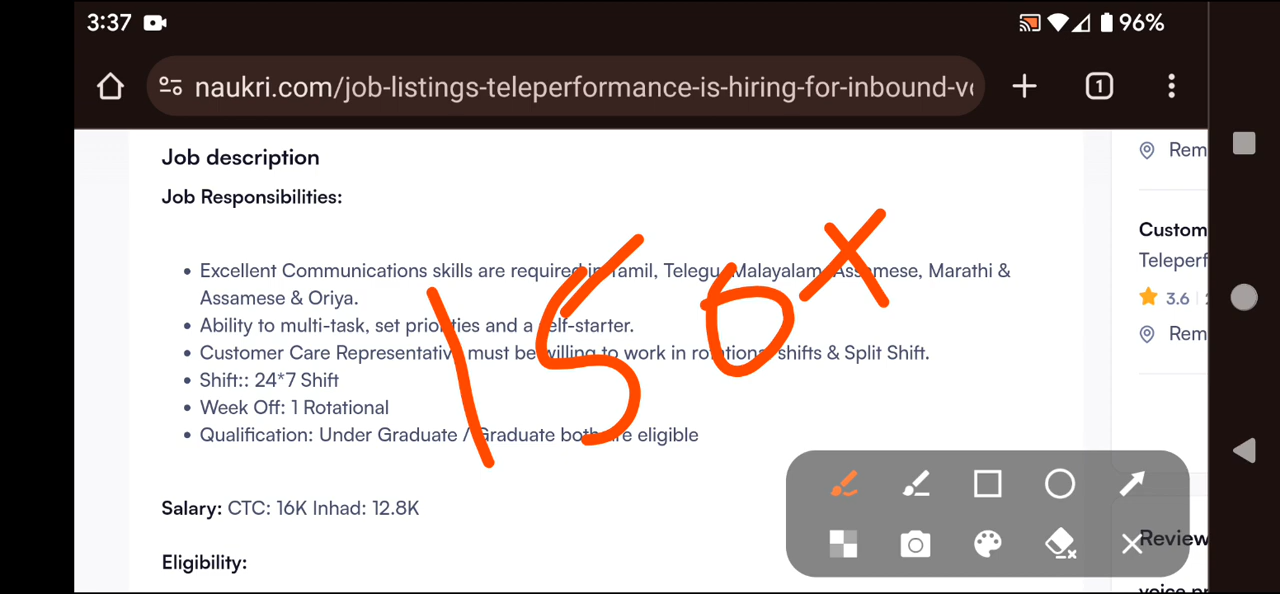 3:37
96%
naukri.com/job-listings-teleperformance-is-hiring-for-inbound-v
1
Job description
Job Responsibilities:
Excellent Communications skills are required in Tamil, Telegu, Malayalam, Assamese, Marathi &
Assamese & Oriya.
Ability to multi-task, set priorities and a self-starter.
Customer Care Representative must be willing to work in rotational shifts & Split Shift.
Shift:: 24*7 Shift
Week Off: 1 Rotational
Qualification: Under Graduate / Graduate both are eligible
Salary: CTC: 16K Inhad: 12.8K
Eligibility:
150x
Rem
Custom
Teleperf
3.6
Rem
Review